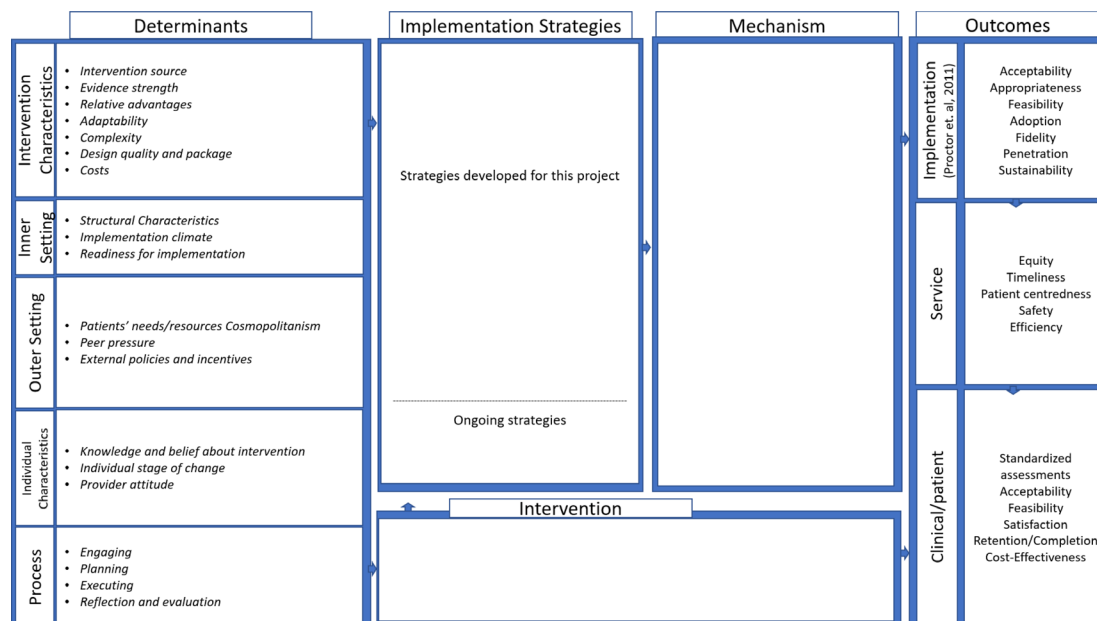 Determinants
Implementation Strategies
Mechanism
Outcomes
Intervention
Characteristics
• Intervention source
• Evidence strength
• Relative advantages
• Adaptability
• Complexity
• Design quality and package
• Costs
Inner
Setting
• Structural Characteristics
• Implementation climate
• Readiness for implementation
Outer Setting
• Patients' needs/resources Cosmopolitanism
• Peer pressure
• External policies and incentives
Individual
Characteristics
• Knowledge and belief about intervention
• Individual stage of change
• Provider attitude
Process
• Engaging
• Planning
• Executing
• Reflection and evaluation
Strategies developed for this project
Ongoing strategies
Intervention
Implementation
(Proctor et. al, 2011)
Acceptability
Appropriateness
Feasibility
Adoption
Fidelity
Penetration
Sustainability
Service
Equity
Timeliness
Patient centredness
Safety
Efficiency
Clinical/patient
Standardized
assessments
Acceptability
Feasibility
Satisfaction
Retention/Completion
Cost-Effectiveness